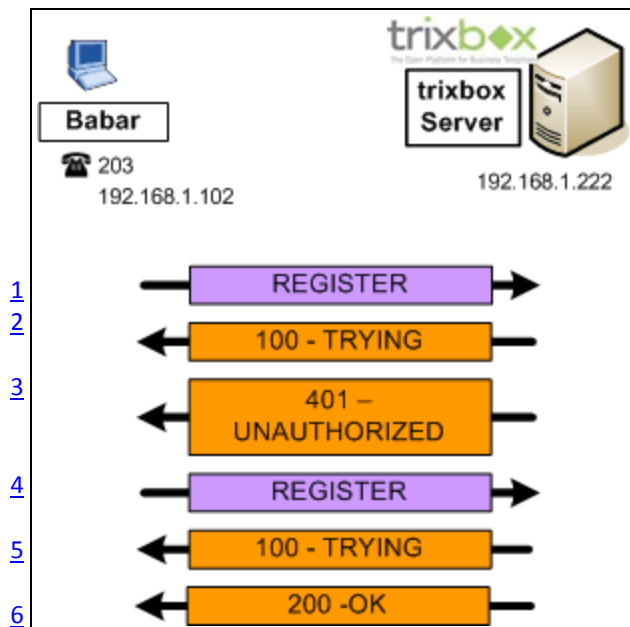 trixbox
The Open Platform for Business Telephony
trixbox
Server
Babar
203
192.168.1.102
192.168.1.222
1
REGISTER
2
100 - TRYING
3
401 –
UNAUTHORIZED
4
REGISTER
5
100 - TRYING
6
200 -OK